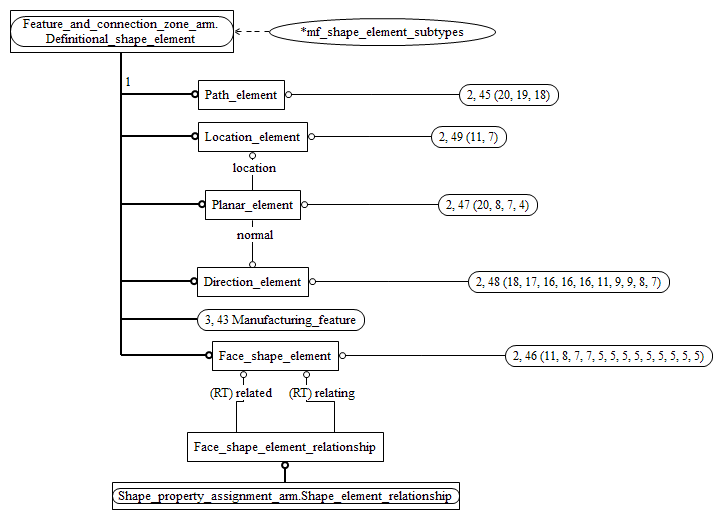 Feature_and_connection_zone_arm.
Definitional_shape_element
*mf_shape_element_subtypes
1
Path_element
2, 45 (20, 19, 18)
Location_element
2, 49 (11, 7)
location
Planar_element
2, 47 (20, 8, 7, 4)
normal
Direction_element
2, 48 (18, 17, 16, 16, 16, 11, 9, 9, 8, 7)
3, 43 Manufacturing_feature
Face_shape_element
2, 46 (11, 8, 7, 7, 5, 5, 5, 5, 5, 5, 5, 5, 5)
(RT) related
(RT) relating
Face_shape_element_relationship
Shape_property_assignment_arm.Shape_element_relationship